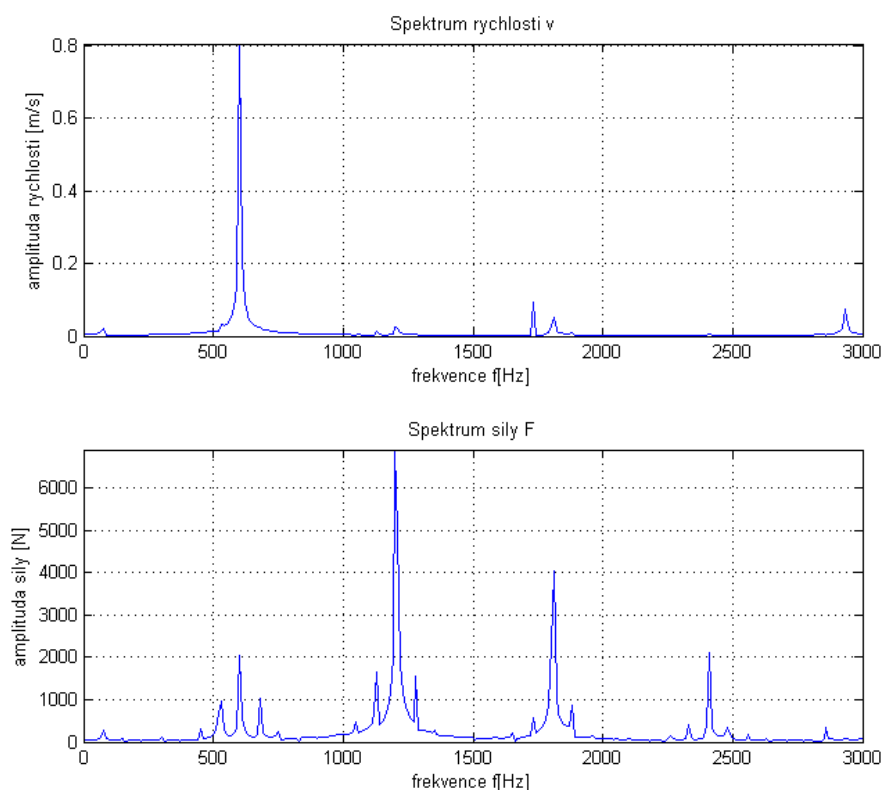 Spektrum rychlosti v
0.8
0.6
0.4
0.2
0
amplituda rychlosti [m/s]
0 500 1000 1500 2000 2500 3000
frekvence f[Hz]
Spektrum sily F
6000
5000
4000
3000
2000
1000
0
amplituda sily [N]
0 500 1000 1500 2000 2500 3000
frekvence f[Hz]